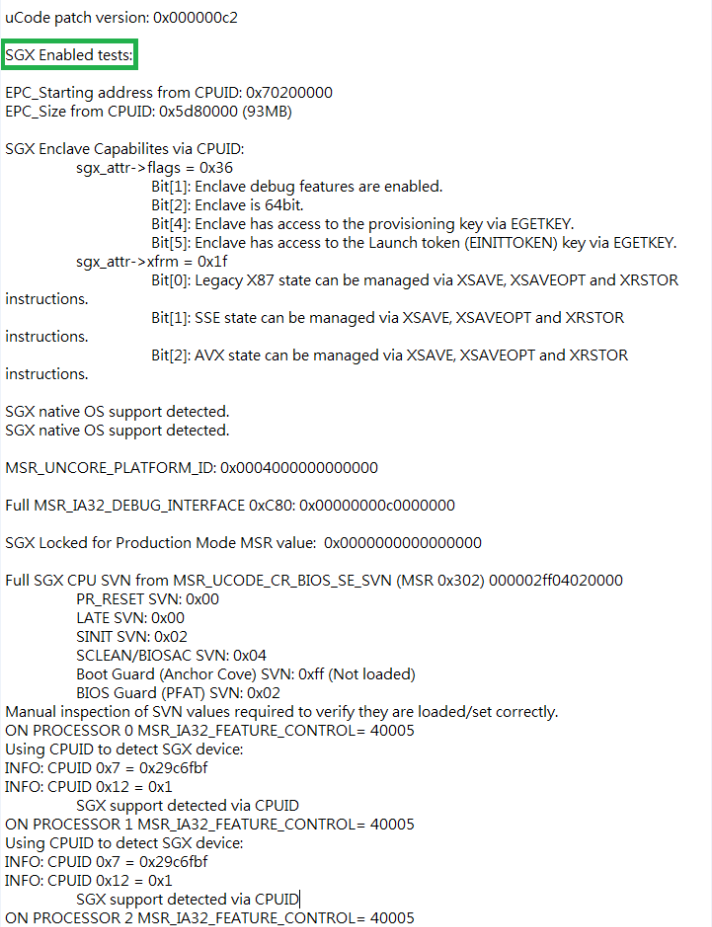 uCode patch version: 0x000000c2
SGX Enabled tests:
EPC_Starting address from CPUID: 0x70200000
EPC_Size from CPUID: 0x5d80000 (93MB)
SGX Enclave Capabilites via CPUID:
sgx_attr->flags = 0x36
Bit[1]: Enclave debug features are enabled.
Bit[2]: Enclave is 64bit.
Bit[4]: Enclave has access to the provisioning key via EGETKEY.
Bit[5]: Enclave has access to the Launch token (EINITTOKEN) key via EGETKEY.
sgx_attr->xfrm = 0x1f
Bit[0]: Legacy X87 state can be managed via XSAVE, XSAVEOPT and XRSTOR
instructions.
Bit[1]: SSE state can be managed via XSAVE, XSAVEOPT and XRSTOR
instructions.
Bit[2]: AVX state can be managed via XSAVE, XSAVEOPT and XRSTOR
instructions.
SGX native OS support detected.
SGX native OS support detected.
MSR_UNCORE_PLATFORM_ID: 0x0004000000000000
Full MSR_IA32_DEBUG_INTERFACE 0xC80: 0x00000000c0000000
SGX Locked for Production Mode MSR value:  0x0000000000000000
Full SGX CPU SVN from MSR_UCODE_CR_BIOS_SE_SVN (MSR 0x302) 000002ff04020000
PR_RESET SVN: 0x00
LATE SVN: 0x00
SINIT SVN: 0x02
SCLEAN/BIOSAC SVN: 0x04
Boot Guard (Anchor Cove) SVN: 0xff (Not loaded)
BIOS Guard (PFAT) SVN: 0x02
Manual inspection of SVN values required to verify they are loaded/set correctly.
ON PROCESSOR 0 MSR_IA32_FEATURE_CONTROL= 40005
Using CPUID to detect SGX device:
INFO: CPUID 0x7 = 0x29c6fbf
INFO: CPUID 0x12 = 0x1
SGX support detected via CPUID
ON PROCESSOR 1 MSR_IA32_FEATURE_CONTROL= 40005
Using CPUID to detect SGX device:
INFO: CPUID 0x7 = 0x29c6fbf
INFO: CPUID 0x12 = 0x1
SGX support detected via CPUID
ON PROCESSOR 2 MSR_IA32_FEATURE_CONTROL= 40005